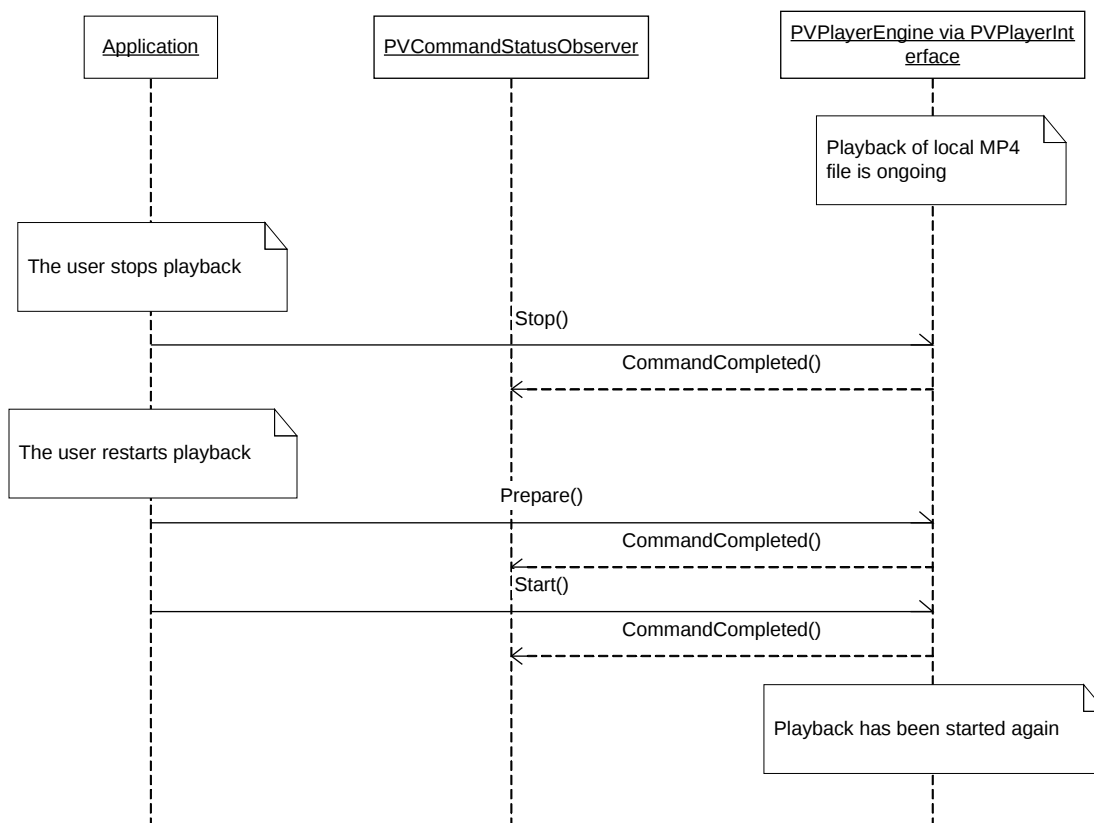 Application
PVCommandStatusObserver
PVPlayerEngine via PVPlayerInt
erface
Playback of local MP4
file is ongoing
The user stops playback
Stop()
CommandCompleted()
The user restarts playback
Prepare()
CommandCompleted()
Start()
CommandCompleted()
Playback has been started again